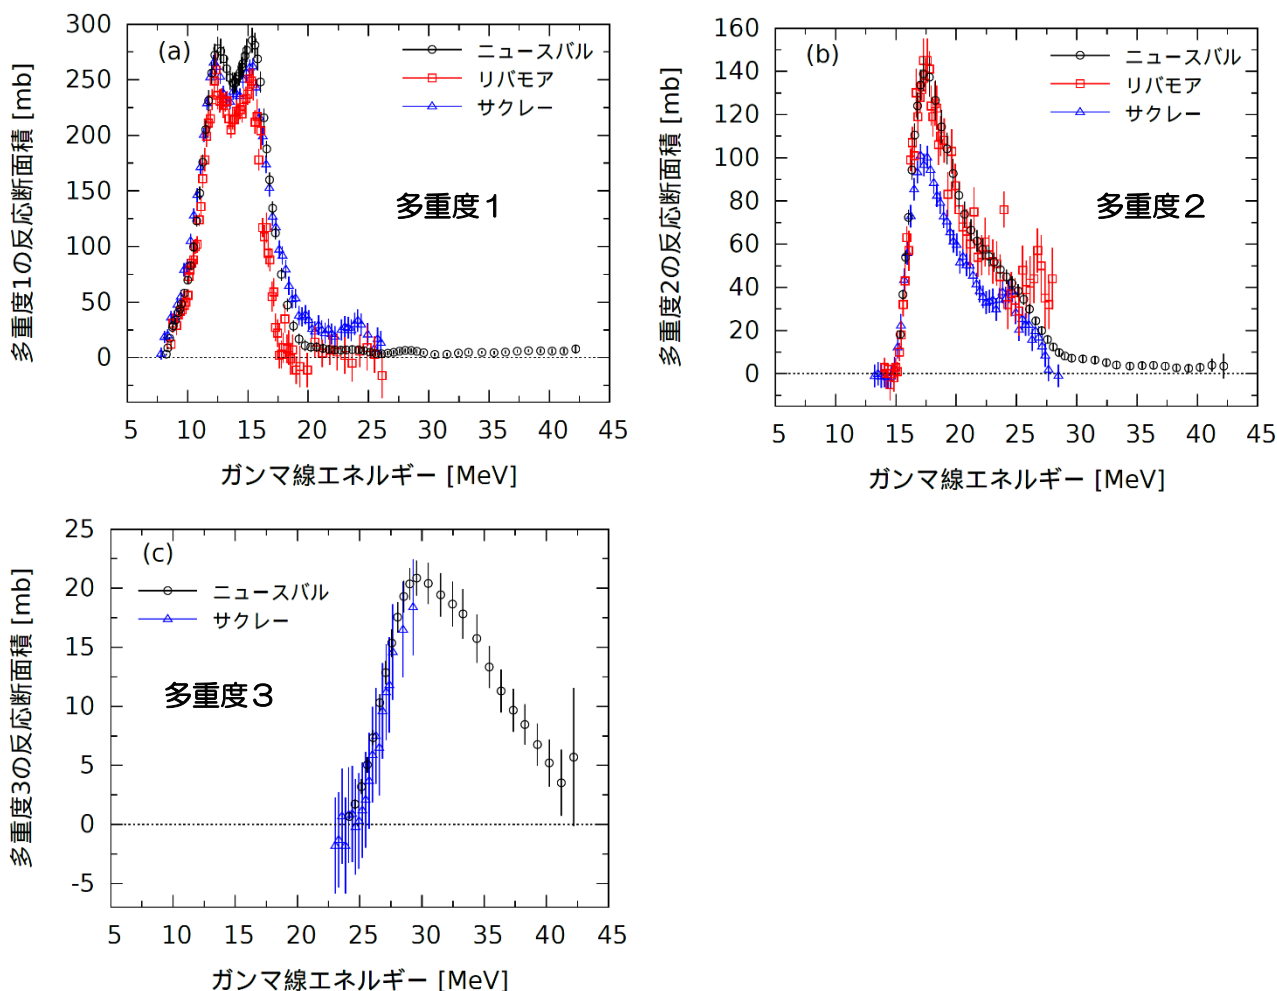 (a)
ニュースバル
リバモア
サクレー
多重度1
多重度1の反応断面積 [mb]
300
250
200
150
100
50
0
5 10 15 20 25 30 35 40 45
ガンマ線エネルギー [MeV]
(b)
ニュースバル
リバモア
サクレー
多重度2
多重度2の反応断面積 [mb]
160
140
130
100
80
60
40
20
0
5 10 15 20 25 30 35 40 45
ガンマ線エネルギー [MeV]
(c)
ニュースバル
サクレー
多重度3
多重度3の反応断面積 [mb]
25
20
15
10
5
0
-5
5 10 15 20 25 30 35 40 45
ガンマ線エネルギー [MeV]